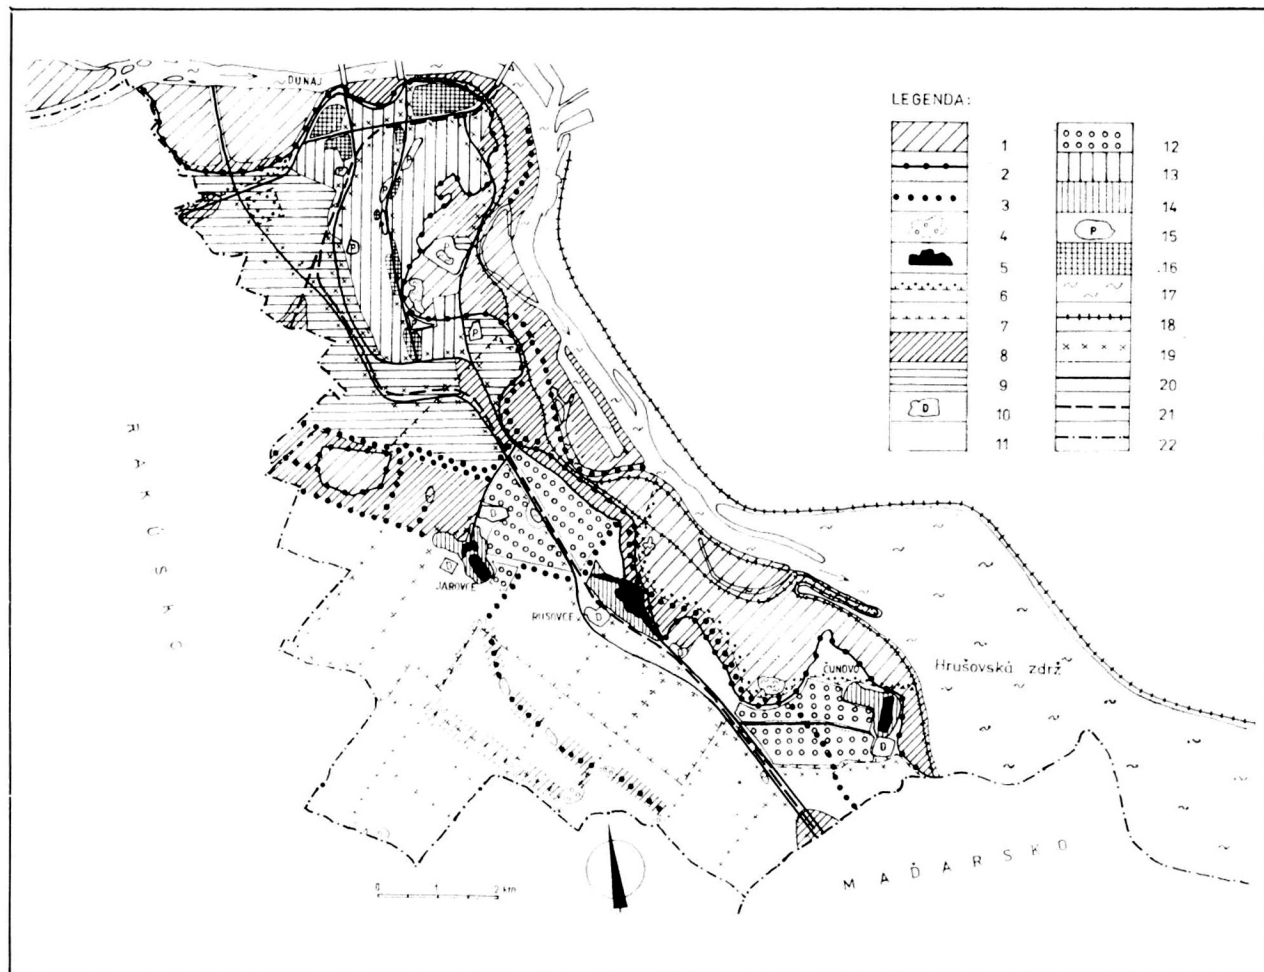 DUNAJ
LEGENDA:
1
2
3
4
5
6
7
8
D
9
10
11
12
13
14
P
15
.16
17
18
19
20
21
22
P
P
P
P
RAKÚSKO
D
D
JAROVCE
RUSOVCE
D
ČUNOVO
Hrušovská zdrž
D
MAĎARSKO
0 1 2 km